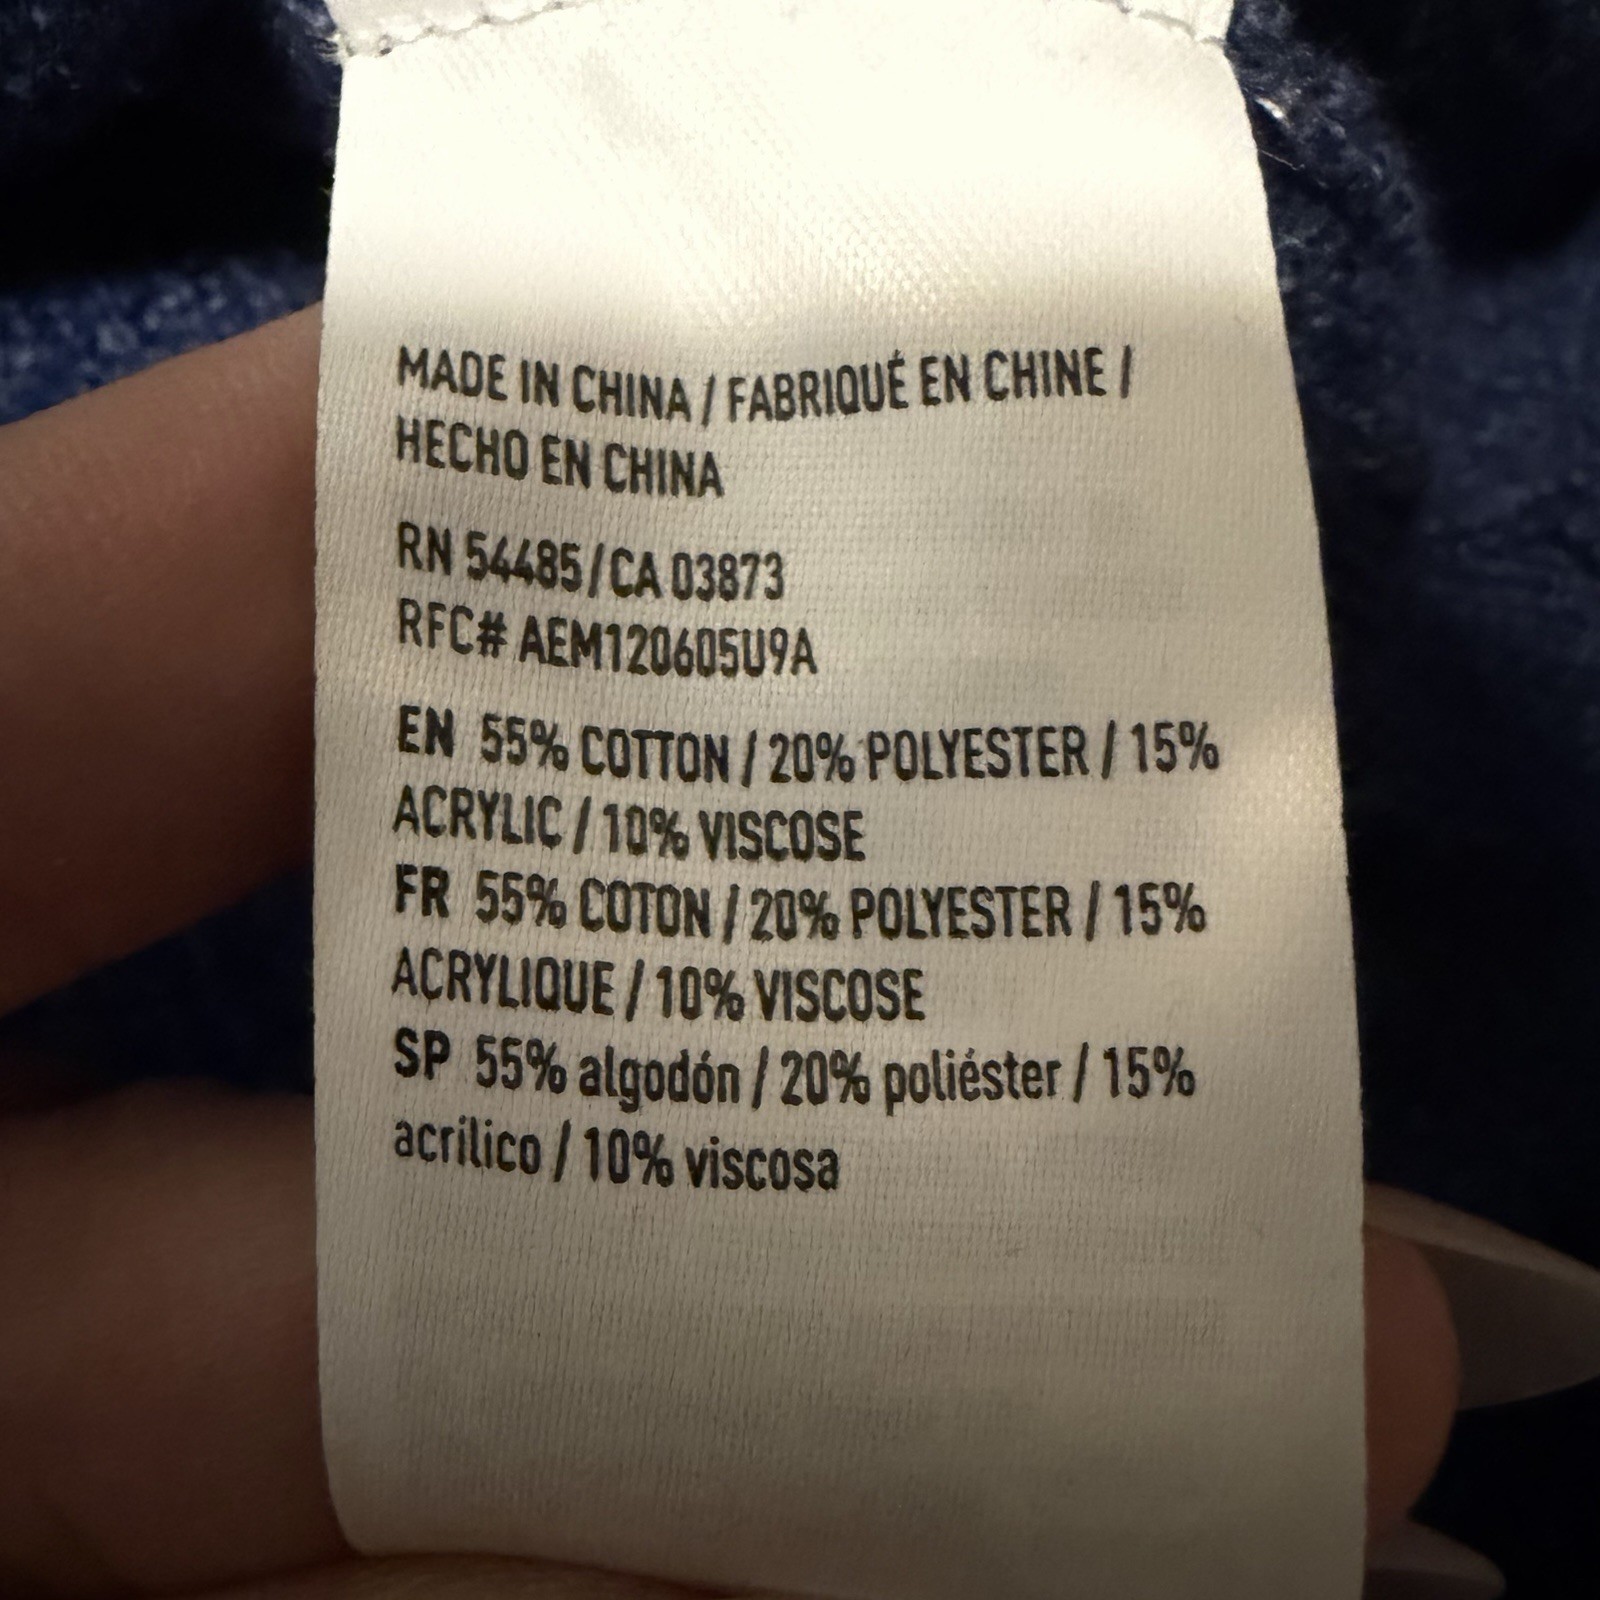 MADE IN CHINA / FABRIQUÉ EN CHINE /
HECHO EN CHINA
RN 54485/CA 03873
RFC# AEM120605U9A
EN 55% COTTON / 20% POLYESTER / 15%
ACRYLIC / 10% VISCOSE
FR 55% COTON / 20% POLYESTER / 15%
ACRYLIQUE / 10% VISCOSE
SP 55% algodón / 20% poliéster / 15%
acrílico / 10% viscosa